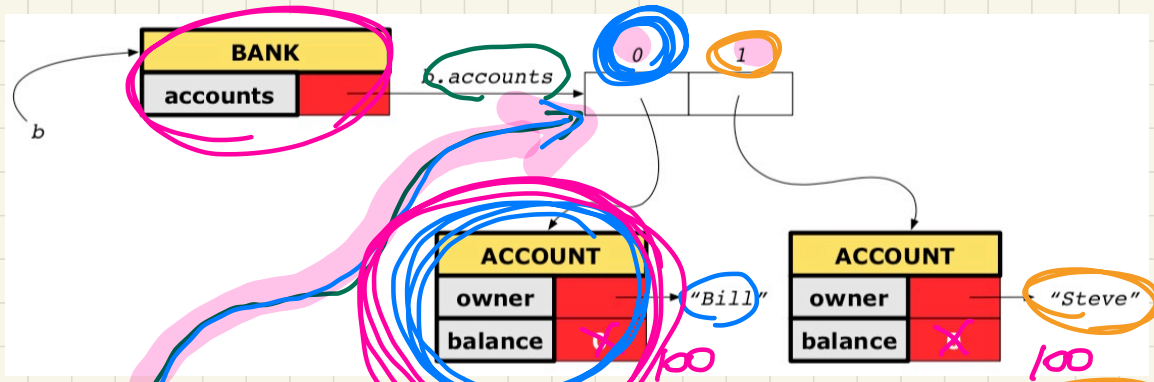 BANK
accounts
b
b.accounts
0 1
ACCOUNT ACCOUNT
owner "Bill" owner "Steve"
balance balance
100 100